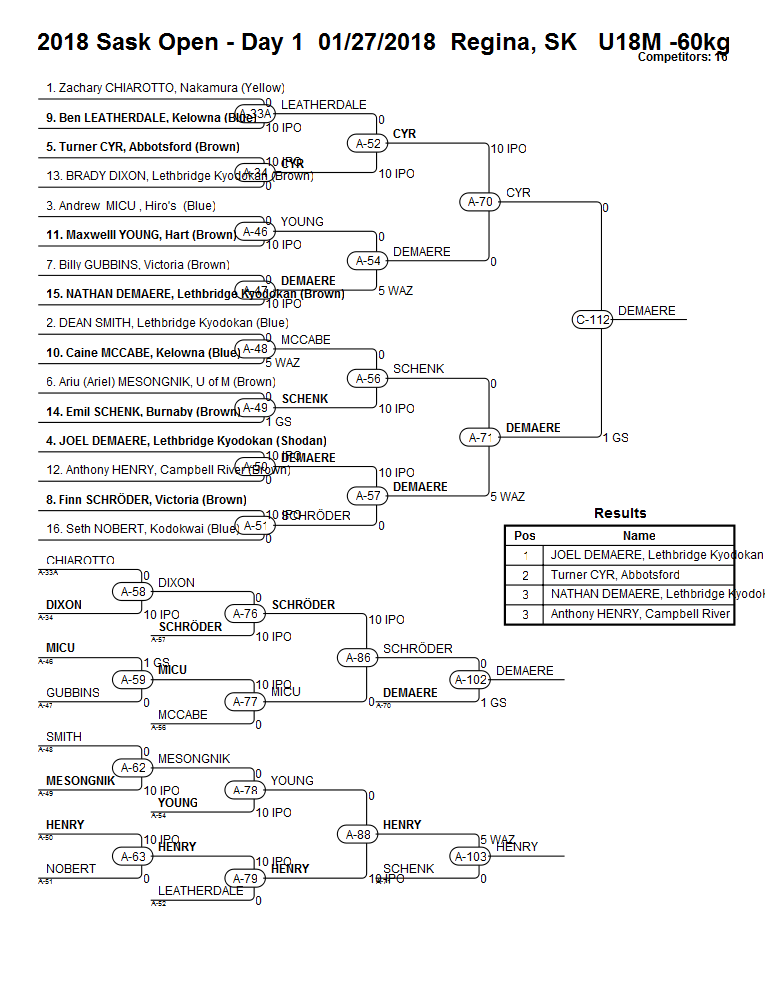 2018 Sask Open - Day 1 01/27/2018 Regina, SK U18M -60kg
Competitors: 16
1. Zachary CHIAROTTO, Nakamura (Yellow)
0
A-33A
LEATHERDALE
9. Ben LEATHERDALE, Kelowna (Blue)
10 IPO
0
A-52
CYR
5. Turner CYR, Abbotsford (Brown)
10 IPO
A-34
CYR
10 IPO
13. BRADY DIXON, Lethbridge Kyodokan (Brown)
0
10 IPO
A-70
CYR
3. Andrew MICU , Hiro's (Blue)
0
A-46
YOUNG
11. Maxwelll YOUNG, Hart (Brown)
10 IPO
0
A-54
DEMAERE
0
7. Billy GUBBINS, Victoria (Brown)
0
A-47
DEMAERE
5 WAZ
15. NATHAN DEMAERE, Lethbridge Kyodokan (Brown)
10 IPO
0
C-112
DEMAERE
1 GS
2. DEAN SMITH, Lethbridge Kyodokan (Blue)
0
A-48
MCCABE
10. Caine MCCABE, Kelowna (Blue)
5 WAZ
0
A-56
SCHENK
6. Ariu (Ariel) MESONGNIK, U of M (Brown)
0
A-49
SCHENK
10 IPO
14. Emil SCHENK, Burnaby (Brown)
1 GS
0
A-71
DEMAERE
4. JOEL DEMAERE, Lethbridge Kyodokan (Shodan)
10 IPO
A-50
DEMAERE
12. Anthony HENRY, Campbell River (Brown)
0
10 IPO
A-57
DEMAERE
5 WAZ
8. Finn SCHRÖDER, Victoria (Brown)
10 IPO
A-51
SCHRÖDER
0
16. Seth NOBERT, Kodokwai (Blue)
0
Results
Pos Name
1 JOEL DEMAERE, Lethbridge Kyodokan
2 Turner CYR, Abbotsford
3 NATHAN DEMAERE, Lethbridge Kyodok
3 Anthony HENRY, Campbell River
CHIAROTTO
A-33A
0
A-58
DIXON
DIXON
A-34
10 IPO
0
A-76
SCHRÖDER
SCHRÖDER
A-57
10 IPO
10 IPO
A-86
SCHRÖDER
MICU
A-46
1 GS
A-59
MICU
GUBBINS
A-47
0
10 IPO
A-77
MICU
0
MCCABE
A-56
0
0
A-102
DEMAERE
DEMAERE
A-70
1 GS
SMITH
A-48
0
A-62
MESONGNIK
MESONGNIK
A-49
10 IPO
0
A-78
YOUNG
YOUNG
A-54
10 IPO
0
A-88
HENRY
HENRY
A-50
10 IPO
A-63
HENRY
NOBERT
A-51
0
10 IPO
A-79
HENRY
10 IPO
LEATHERDALE
A-52
0
5 WAZ
A-103
HENRY
SCHENK
0